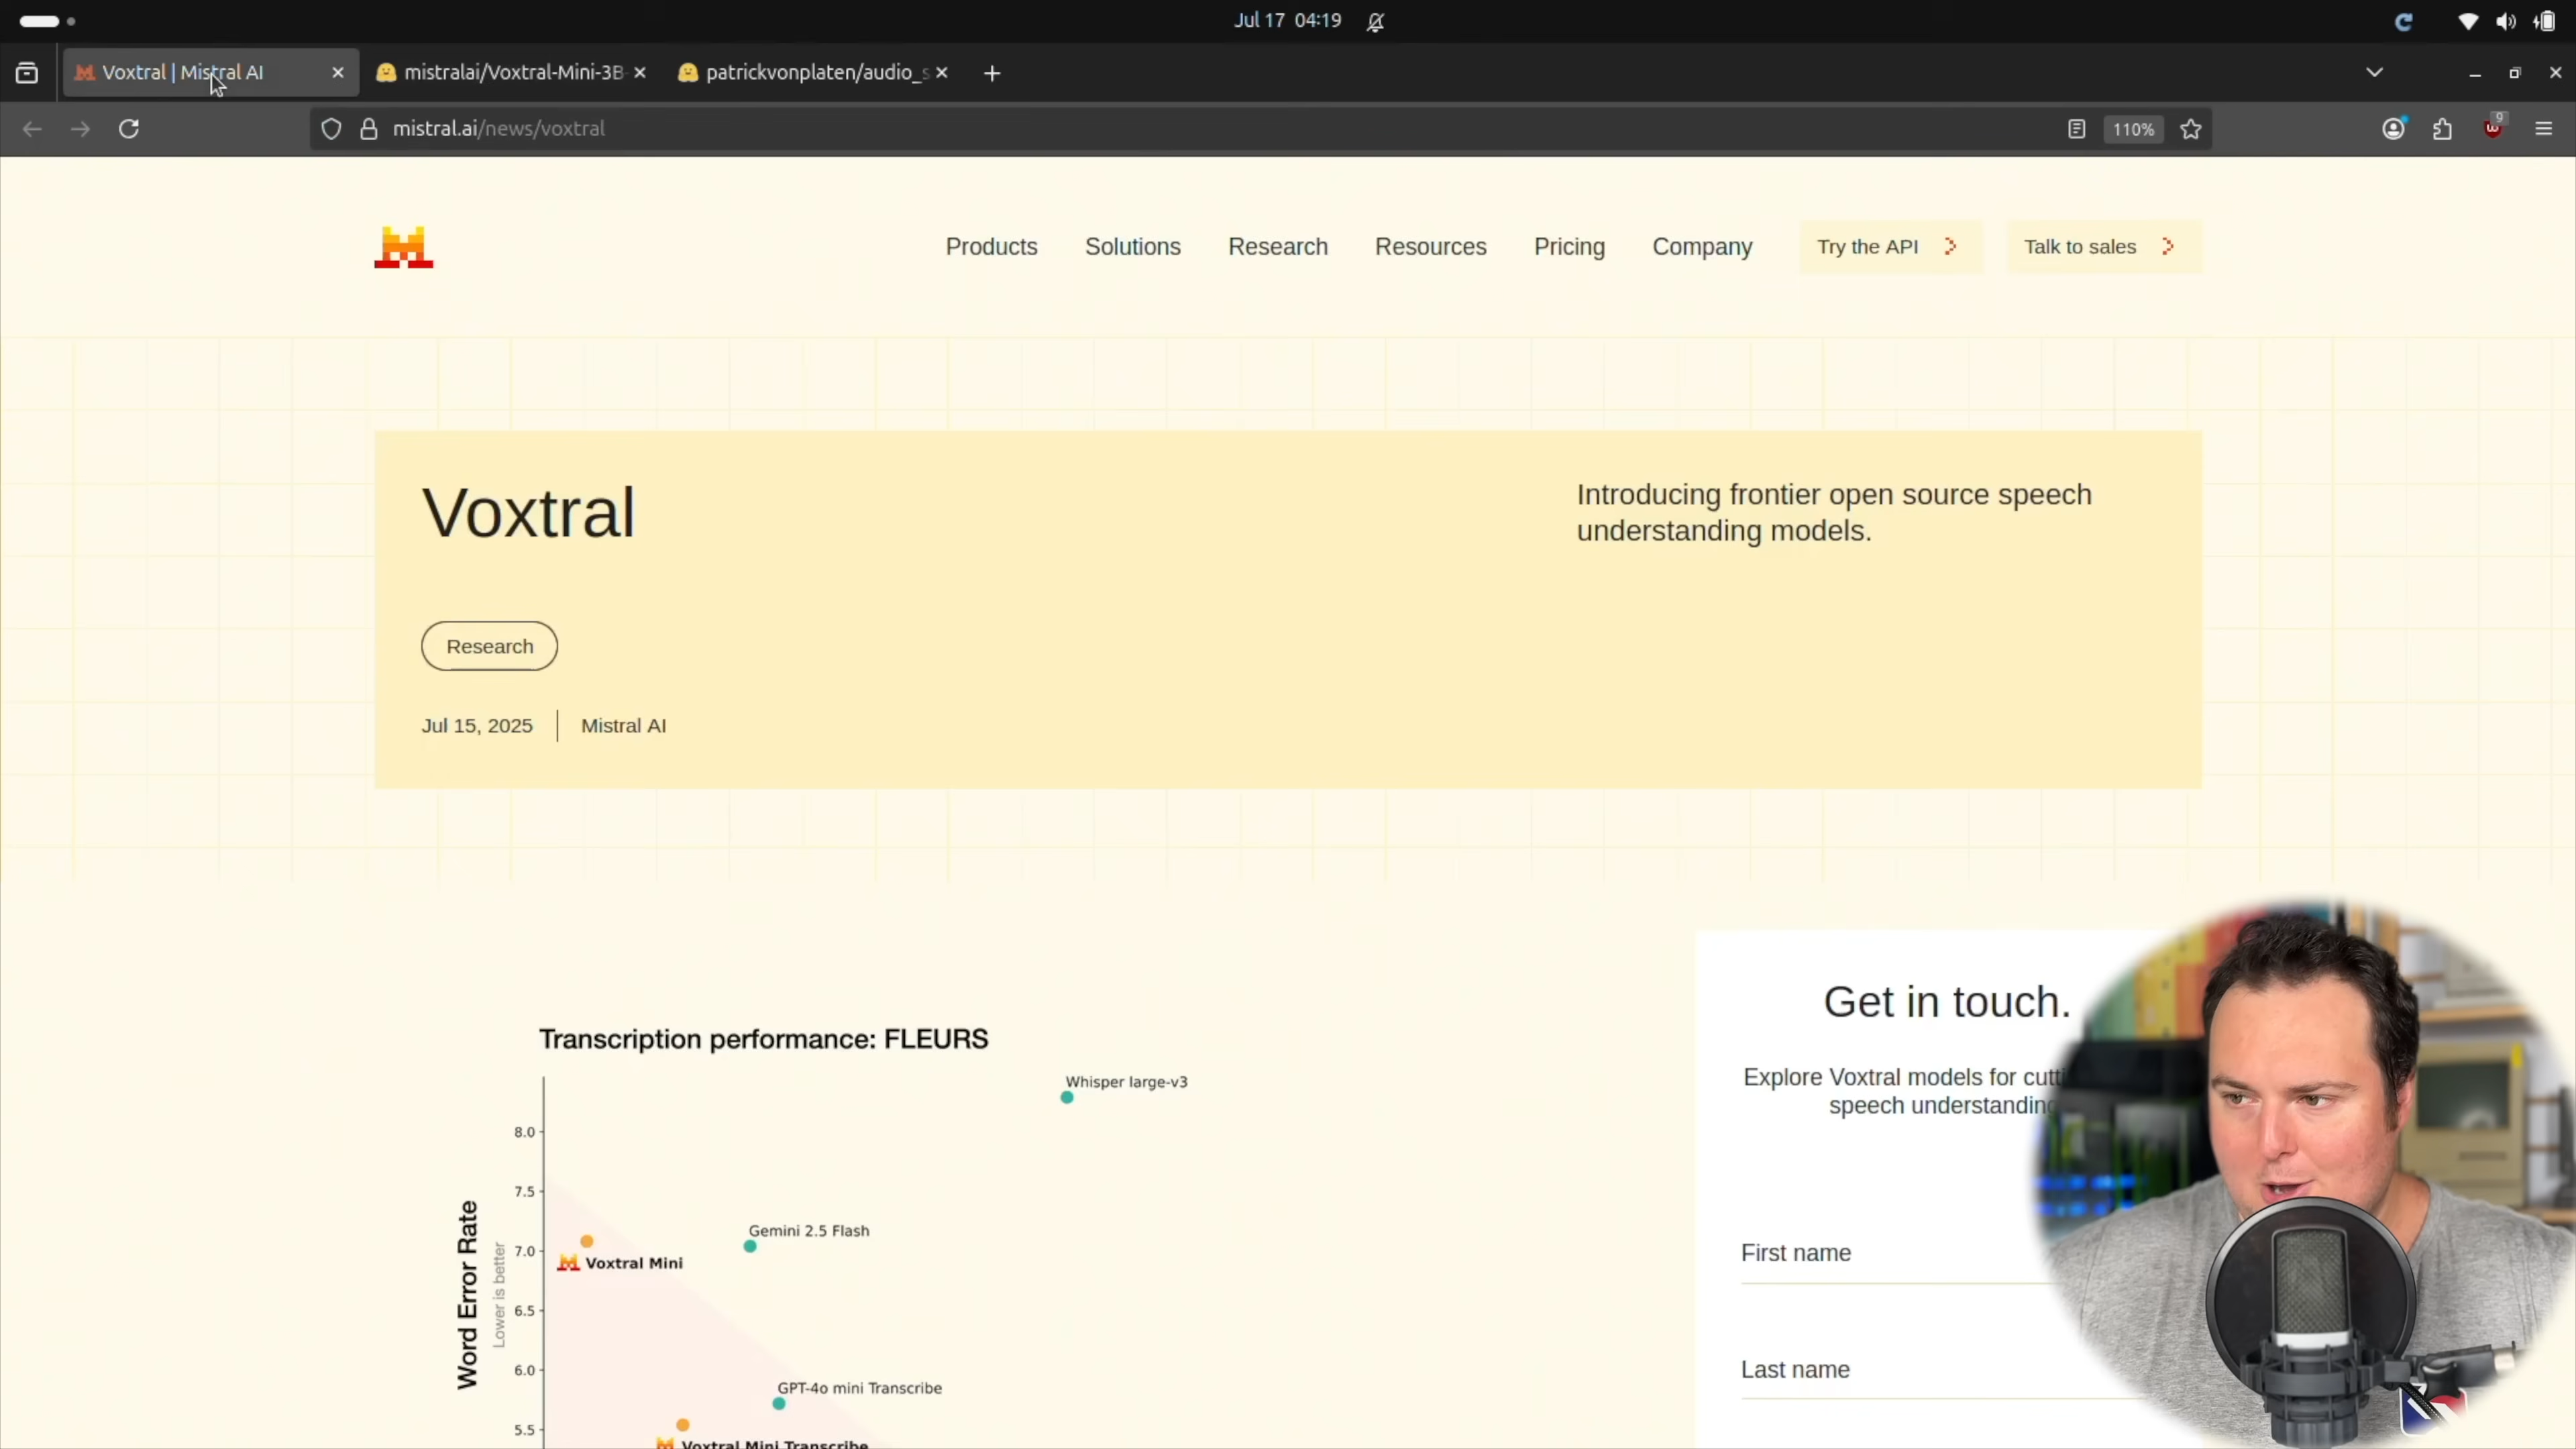 Jul 17 04:19
Voxtral | Mistral AI
mistralai/Voxtral-Mini-3B-
patrickvonplaten/audio_s
mistral.ai/news/voxtral
110%
9
Products
Solutions
Research
Resources
Pricing
Company
Try the API
Talk to sales
Voxtral
Introducing frontier open source speech
understanding models.
Research
Jul 15, 2025
Mistral AI
Transcription performance: FLEURS
Whisper large-v3
8.0
7.5
Gemini 2.5 Flash
7.0
Voxtral Mini
6.5
Word Error Rate
Lower is better
6.0
GPT-4o mini Transcribe
5.5
Voxtral Mini Transcribe
Get in touch.
Explore Voxtral models for
speech understanding
First name
Last name